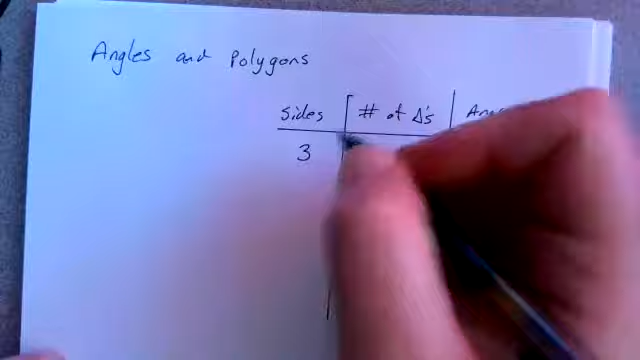 Angles and Polygons
Sides # of Δ's
3